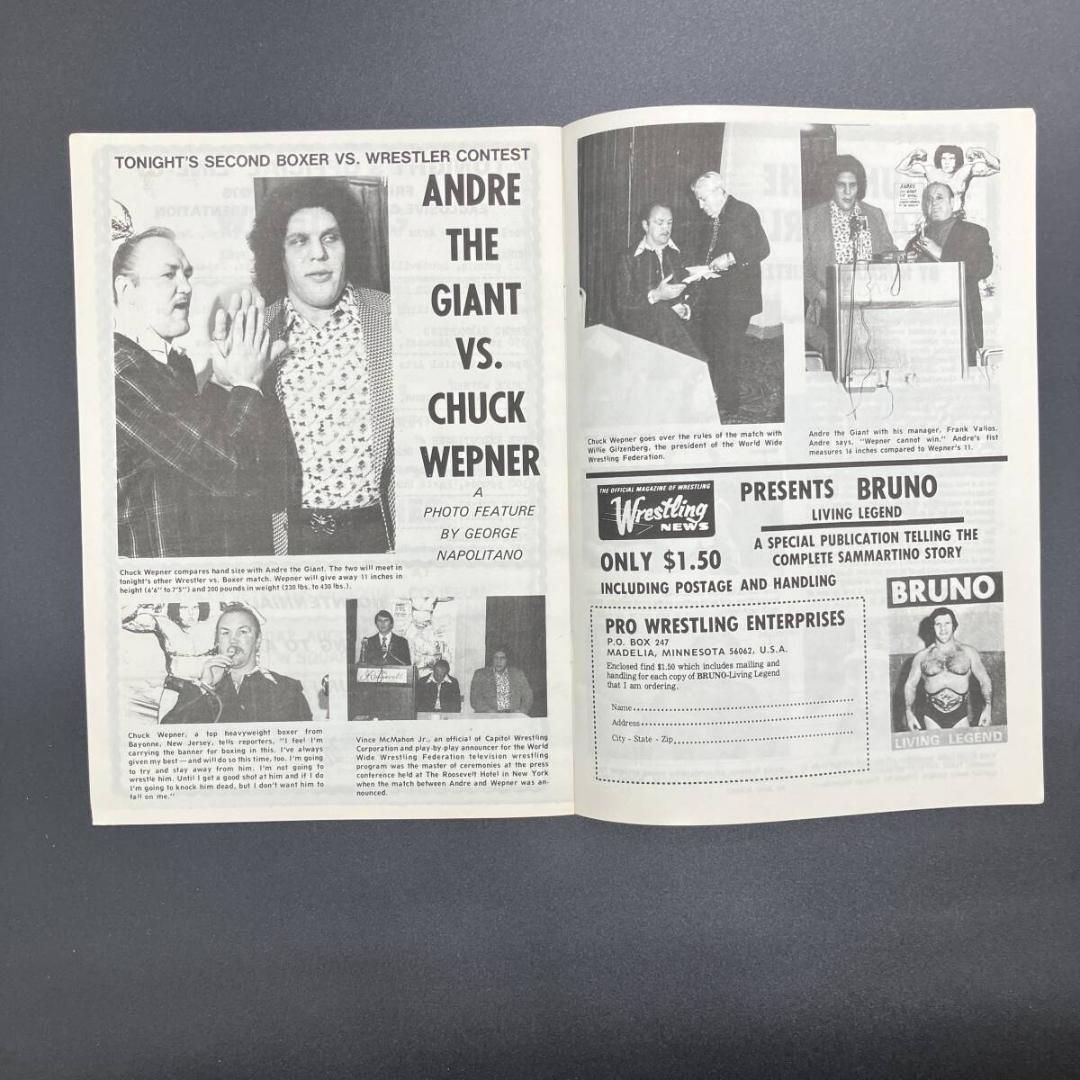 TONIGHT'S SECOND BOXER VS. WRESTLER CONTEST
ANDRE
THE
GIANT
VS.
CHUCK
WEPNER
A
PHOTO FEATURE
BY GEORGE
NAPOLITANO
Chuck Wepner compares hand size with Andre the Giant. The two will meet in
tonight's other Wrestler vs. Boxer match. Wepner will give away 11 inches in
height (6'6" to 7'5") and 200 pounds in weight (230 lbs. to 430 lbs.).
Chuck Wepner, a top heavyweight boxer from
Bayonne, New Jersey, tells reporters, "I feel I'm
carrying the banner for boxing in this. I've always
given my best — and will do so this time, too. I'm going
to try and stay away from him. I'm not going to
wrestle him. Until I get a good shot at him and if I do
I'm going to knock him dead, but I don't want him to
fall on me."
Roosevelt
Vince McMahon Jr., an official of Capitol Wrestling
Corporation and play-by-play announcer for the World
Wide Wrestling Federation television wrestling
program was the master of ceremonies at the press
conference held at The Roosevelt Hotel in New York
when the match between Andre and Wepner was an-
nounced.
Chuck Wepner goes over the rules of the match with
Willie Gilzenberg, the president of the World Wide
Wrestling Federation.
ANDRE
Andre the Giant with his manager, Frank Valios.
Andre says, "Wepner cannot win." Andre's fist
measures 16 inches compared to Wepner's 11.
THE OFFICIAL MAGAZINE OF WRESTLING
Wrestling
NEWS
PRESENTS BRUNO
LIVING LEGEND
A SPECIAL PUBLICATION TELLING THE
COMPLETE SAMMARTINO STORY
ONLY $1.50
INCLUDING POSTAGE AND HANDLING
PRO WRESTLING ENTERPRISES
P.O. BOX 247
MADELIA, MINNESOTA 56062, U.S.A.
Enclosed find $1.50 which includes mailing and
handling for each copy of BRUNO-Living Legend
that I am ordering.
Name
Address
City - State - Zip
BRUNO
LIVING LEGEND